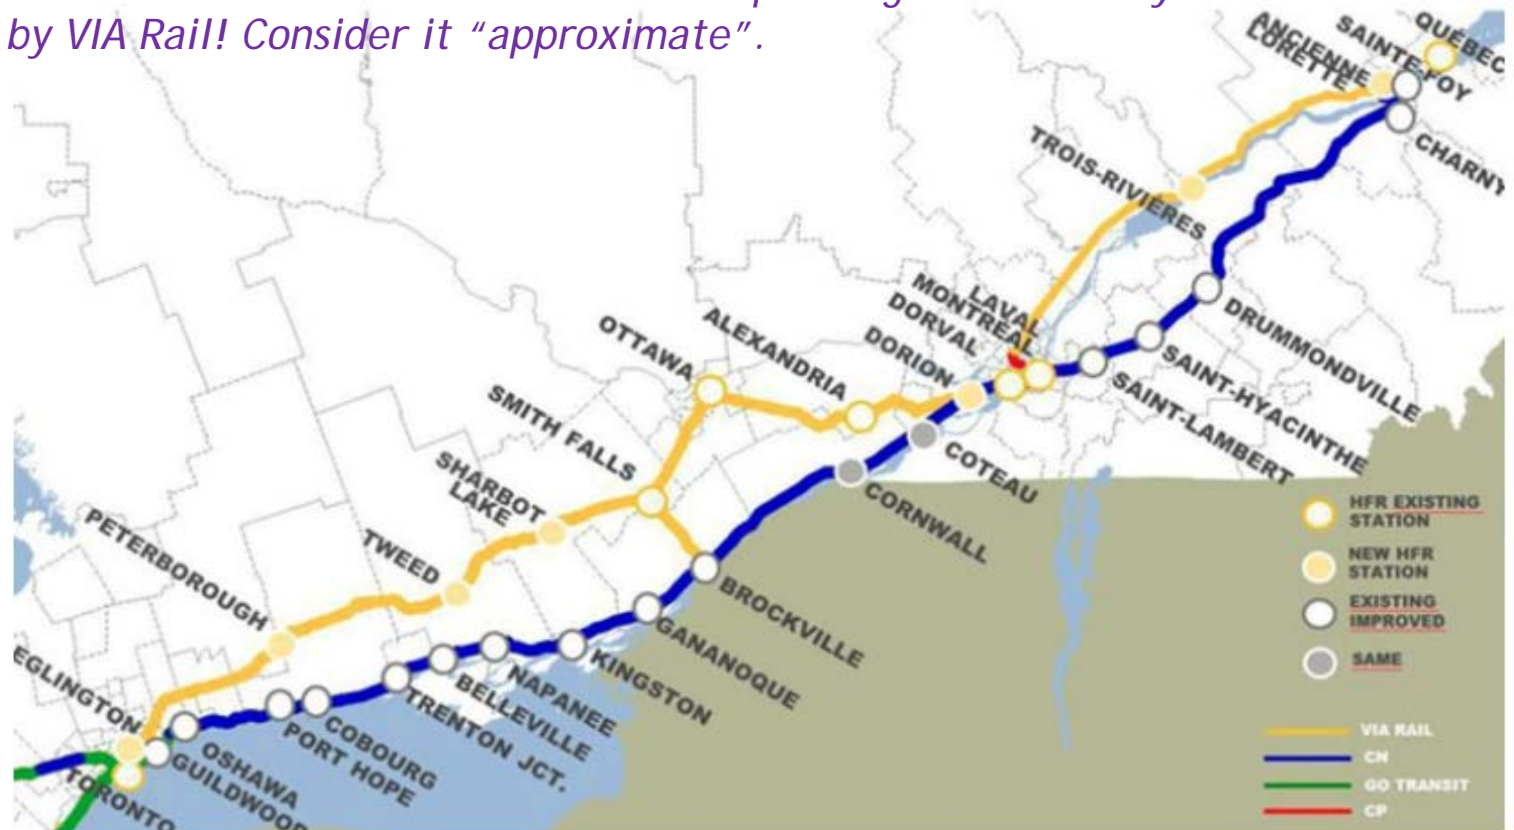 by VIA Rail! Consider it “approximate”.
ANCIENNE
LORETTE
SAINTE-FOY
QUÉBEC
CHARNY
TROIS-RIVIÈRES
DRUMMONDVILLE
SAINT-HYACINTHE
SAINT-LAMBERT
LAVAL
MONTRÉAL
DORVAL
DORION
ALEXANDRIA
OTTAWA
COTEAU
CORNWALL
SMITH FALLS
SHARBOT
LAKE
TWEED
PETERBOROUGH
BROCKVILLE
GANANOQUE
KINGSTON
NAPANEE
BELLEVILLE
TRENTON JCT.
COBOURG
PORT HOPE
OSHAWA
GUILDWOOD
EGLINGTON
TORONTO
HFR EXISTING
STATION
NEW HFR
STATION
EXISTING
IMPROVED
SAME
VIA RAIL
CN
GO TRANSIT
CP